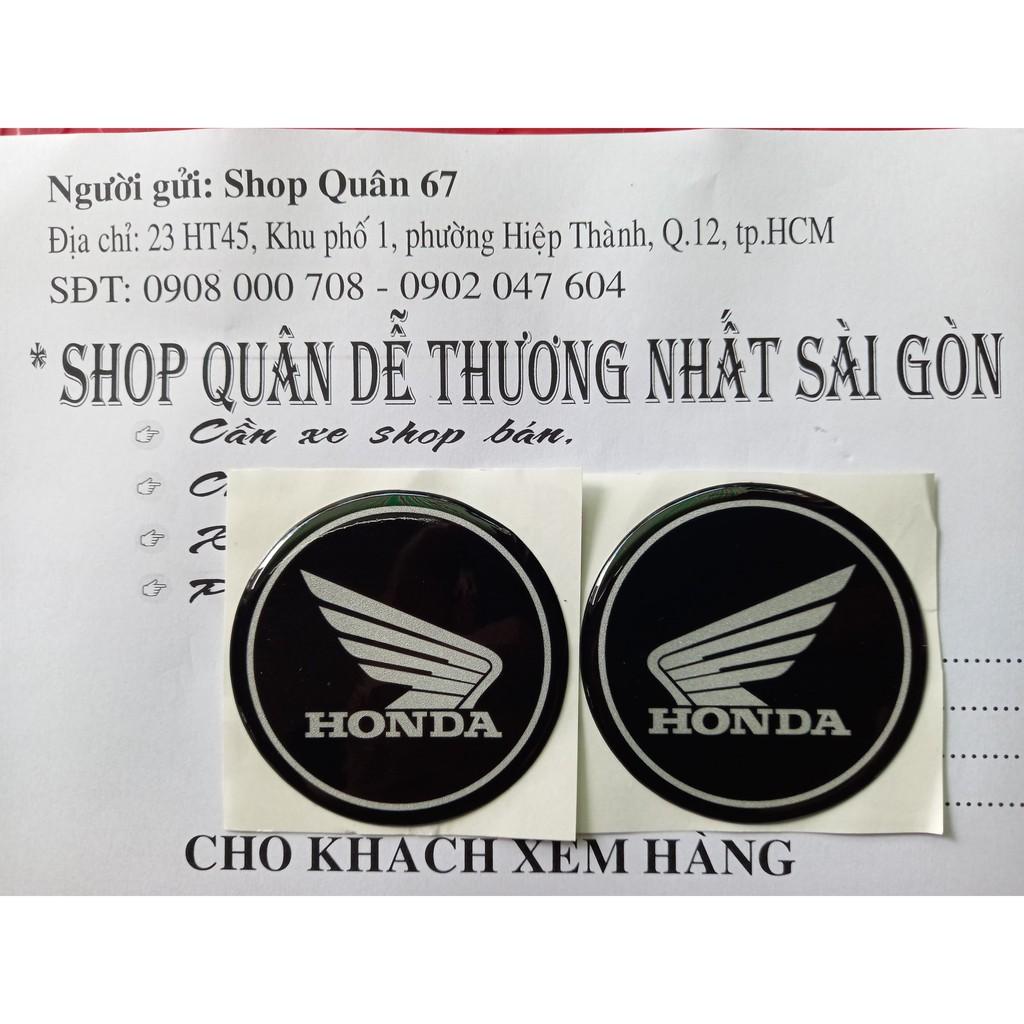 Người gửi: Shop Quân 67
Địa chỉ: 23 HT45, Khu phố 1, phường Hiệp Thành, Q.12, tp.HCM
SĐT: 0908 000 708 - 0902 047 604
* SHOP QUÂN DỄ THƯƠNG NHẤT SÀI GÒN
Cần xe shop bán.
HONDA
HONDA
CHO KHÁCH XEM HÀNG